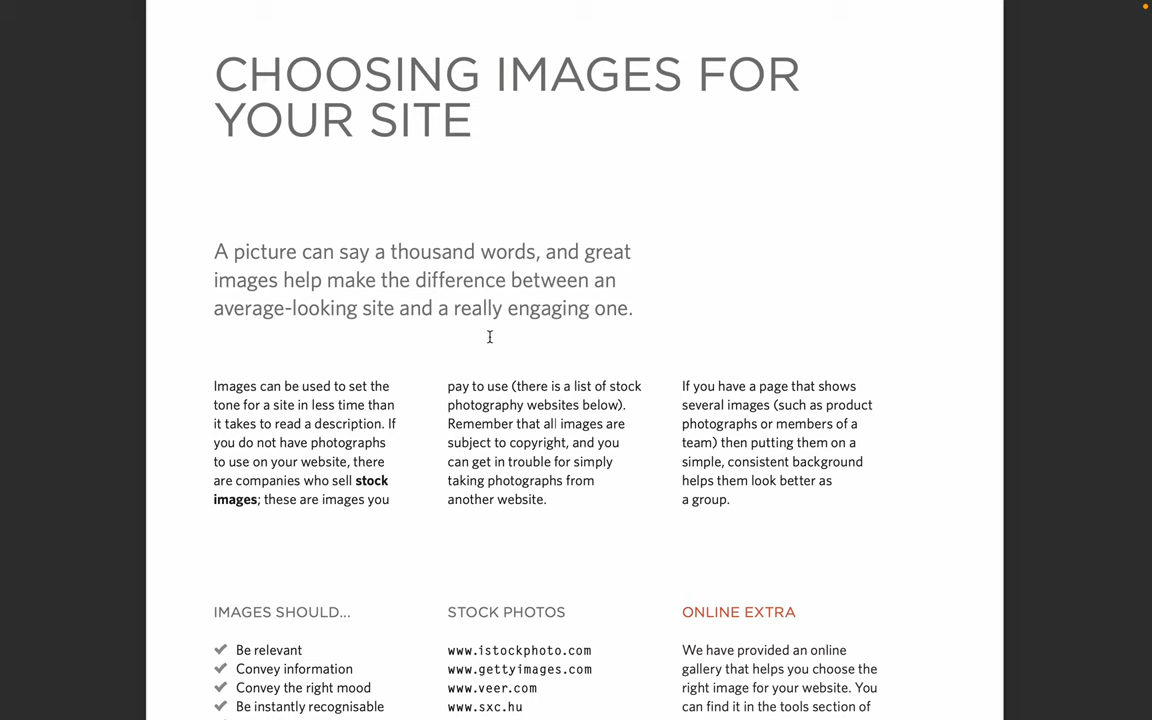 CHOOSING IMAGES FOR
YOUR SITE
A picture can say a thousand words, and great
images help make the difference between an
average-looking site and a really engaging one.
Images can be used to set the
tone for a site in less time than
it takes to read a description. If
you do not have photographs
to use on your website, there
are companies who sell stock
images; these are images you
pay to use (there is a list of stock
photography websites below).
Remember that all images are
subject to copyright, and you
can get in trouble for simply
taking photographs from
another website.
If you have a page that shows
several images (such as product
photographs or members of a
team) then putting them on a
simple, consistent background
helps them look better as
a group.
IMAGES SHOULD...
Be relevant
Convey information
Convey the right mood
Be instantly recognisable
STOCK PHOTOS
www.istockphoto.com
www.gettyimages.com
www.veer.com
www.sxc.hu
ONLINE EXTRA
We have provided an online
gallery that helps you choose the
right image for your website. You
can find it in the tools section of